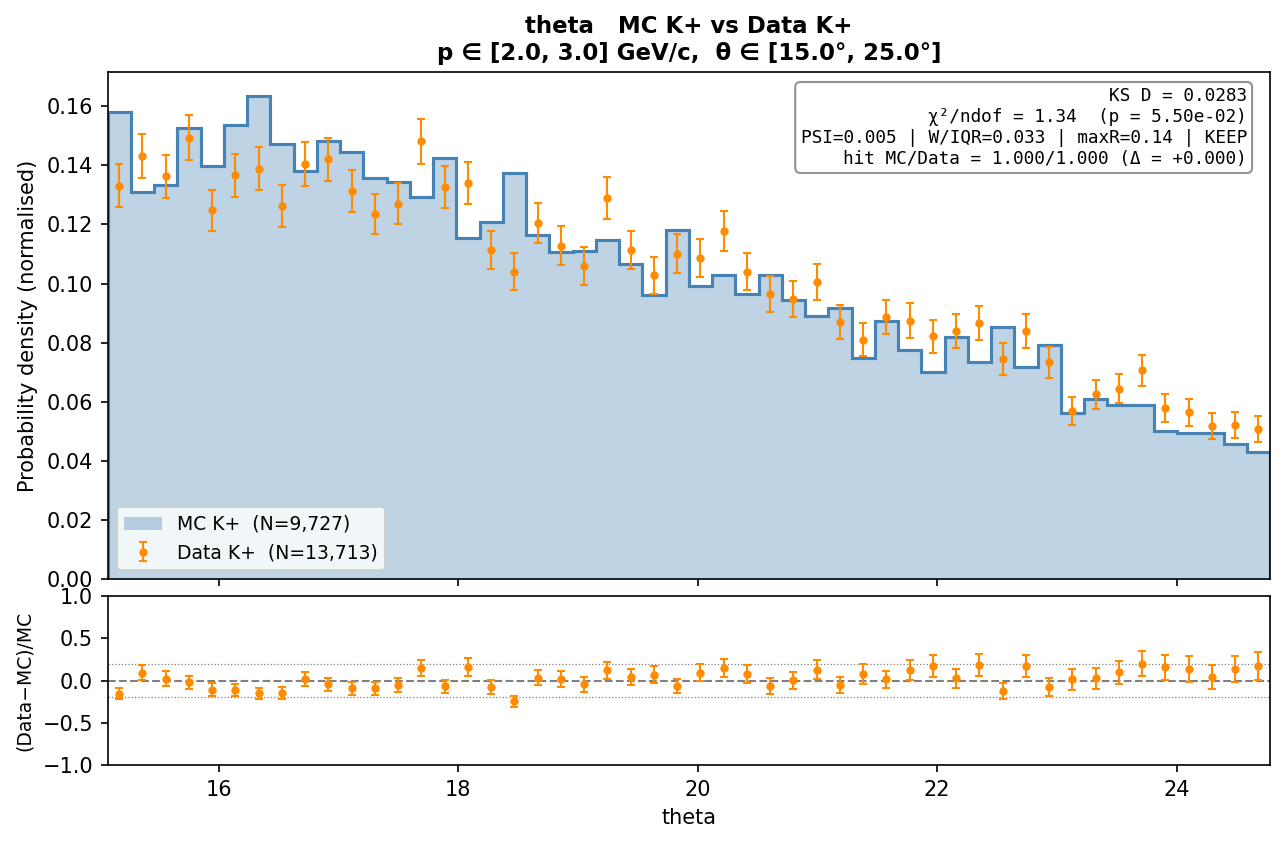 theta   MC K+ vs Data K+
p ∈ [2.0, 3.0] GeV/c,  θ ∈ [15.0°, 25.0°]
KS D = 0.0283
χ²/ndof = 1.34  (p = 5.50e-02)
PSI=0.005 | W/IQR=0.033 | maxR=0.14 | KEEP
hit MC/Data = 1.000/1.000 (Δ = +0.000)
Probability density (normalised)
0.16
0.14
0.12
0.10
0.08
0.06
0.04
0.02
0.00
MC K+  (N=9,727)
Data K+  (N=13,713)
(Data−MC)/MC
1.0
0.5
0.0
−0.5
−1.0
16 18 20 22 24
theta